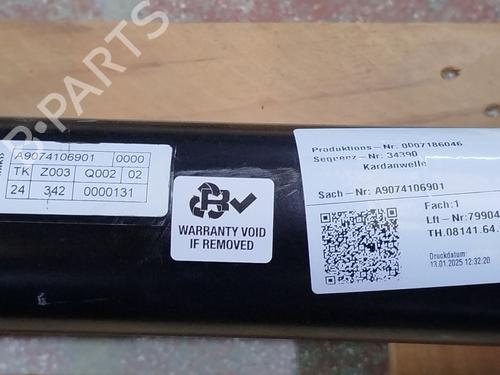 A9074106901 0000
TK Z003 Q002 02
24 342 0000131
WARRANTY VOID
IF REMOVED
Produktions-Nr: 0007186046
Sequenz-Nr: 34390
Kardanwelle
Sach-Nr: A9074106901
Fach:1
Lft-Nr:79904
TH.08141.64.
Druckdatum:
13.01.2025 12:32:20
B-PARTS